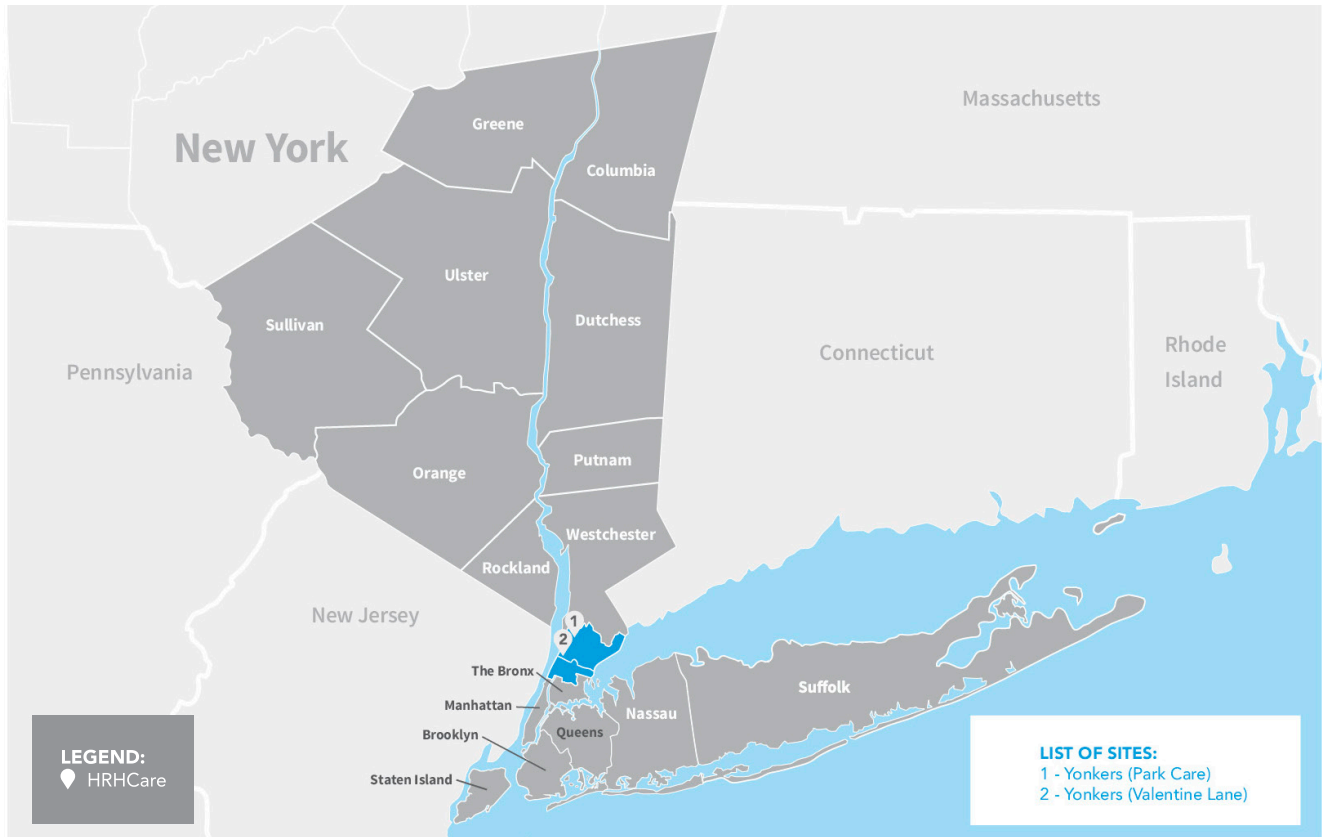 Massachusetts
Greene
New York
Columbia
Ulster
Sullivan
Dutchess
Connecticut
Rhode
Island
Pennsylvania
Putnam
Orange
Westchester
Rockland
New Jersey
1
2
The Bronx
Suffolk
Manhattan
Nassau
Queens
Brooklyn
Staten Island
LEGEND:
HRHCare
LIST OF SITES:
1 - Yonkers (Park Care)
2 - Yonkers (Valentine Lane)